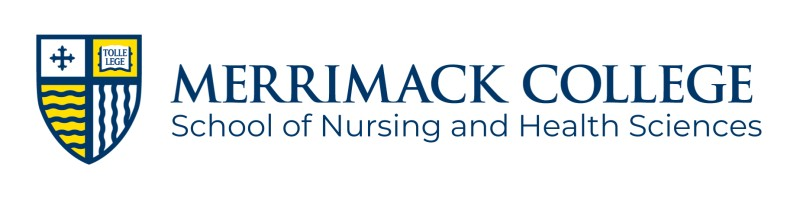 TOLLE
LEGE
MERRIMACK COLLEGE
School of Nursing and Health Sciences